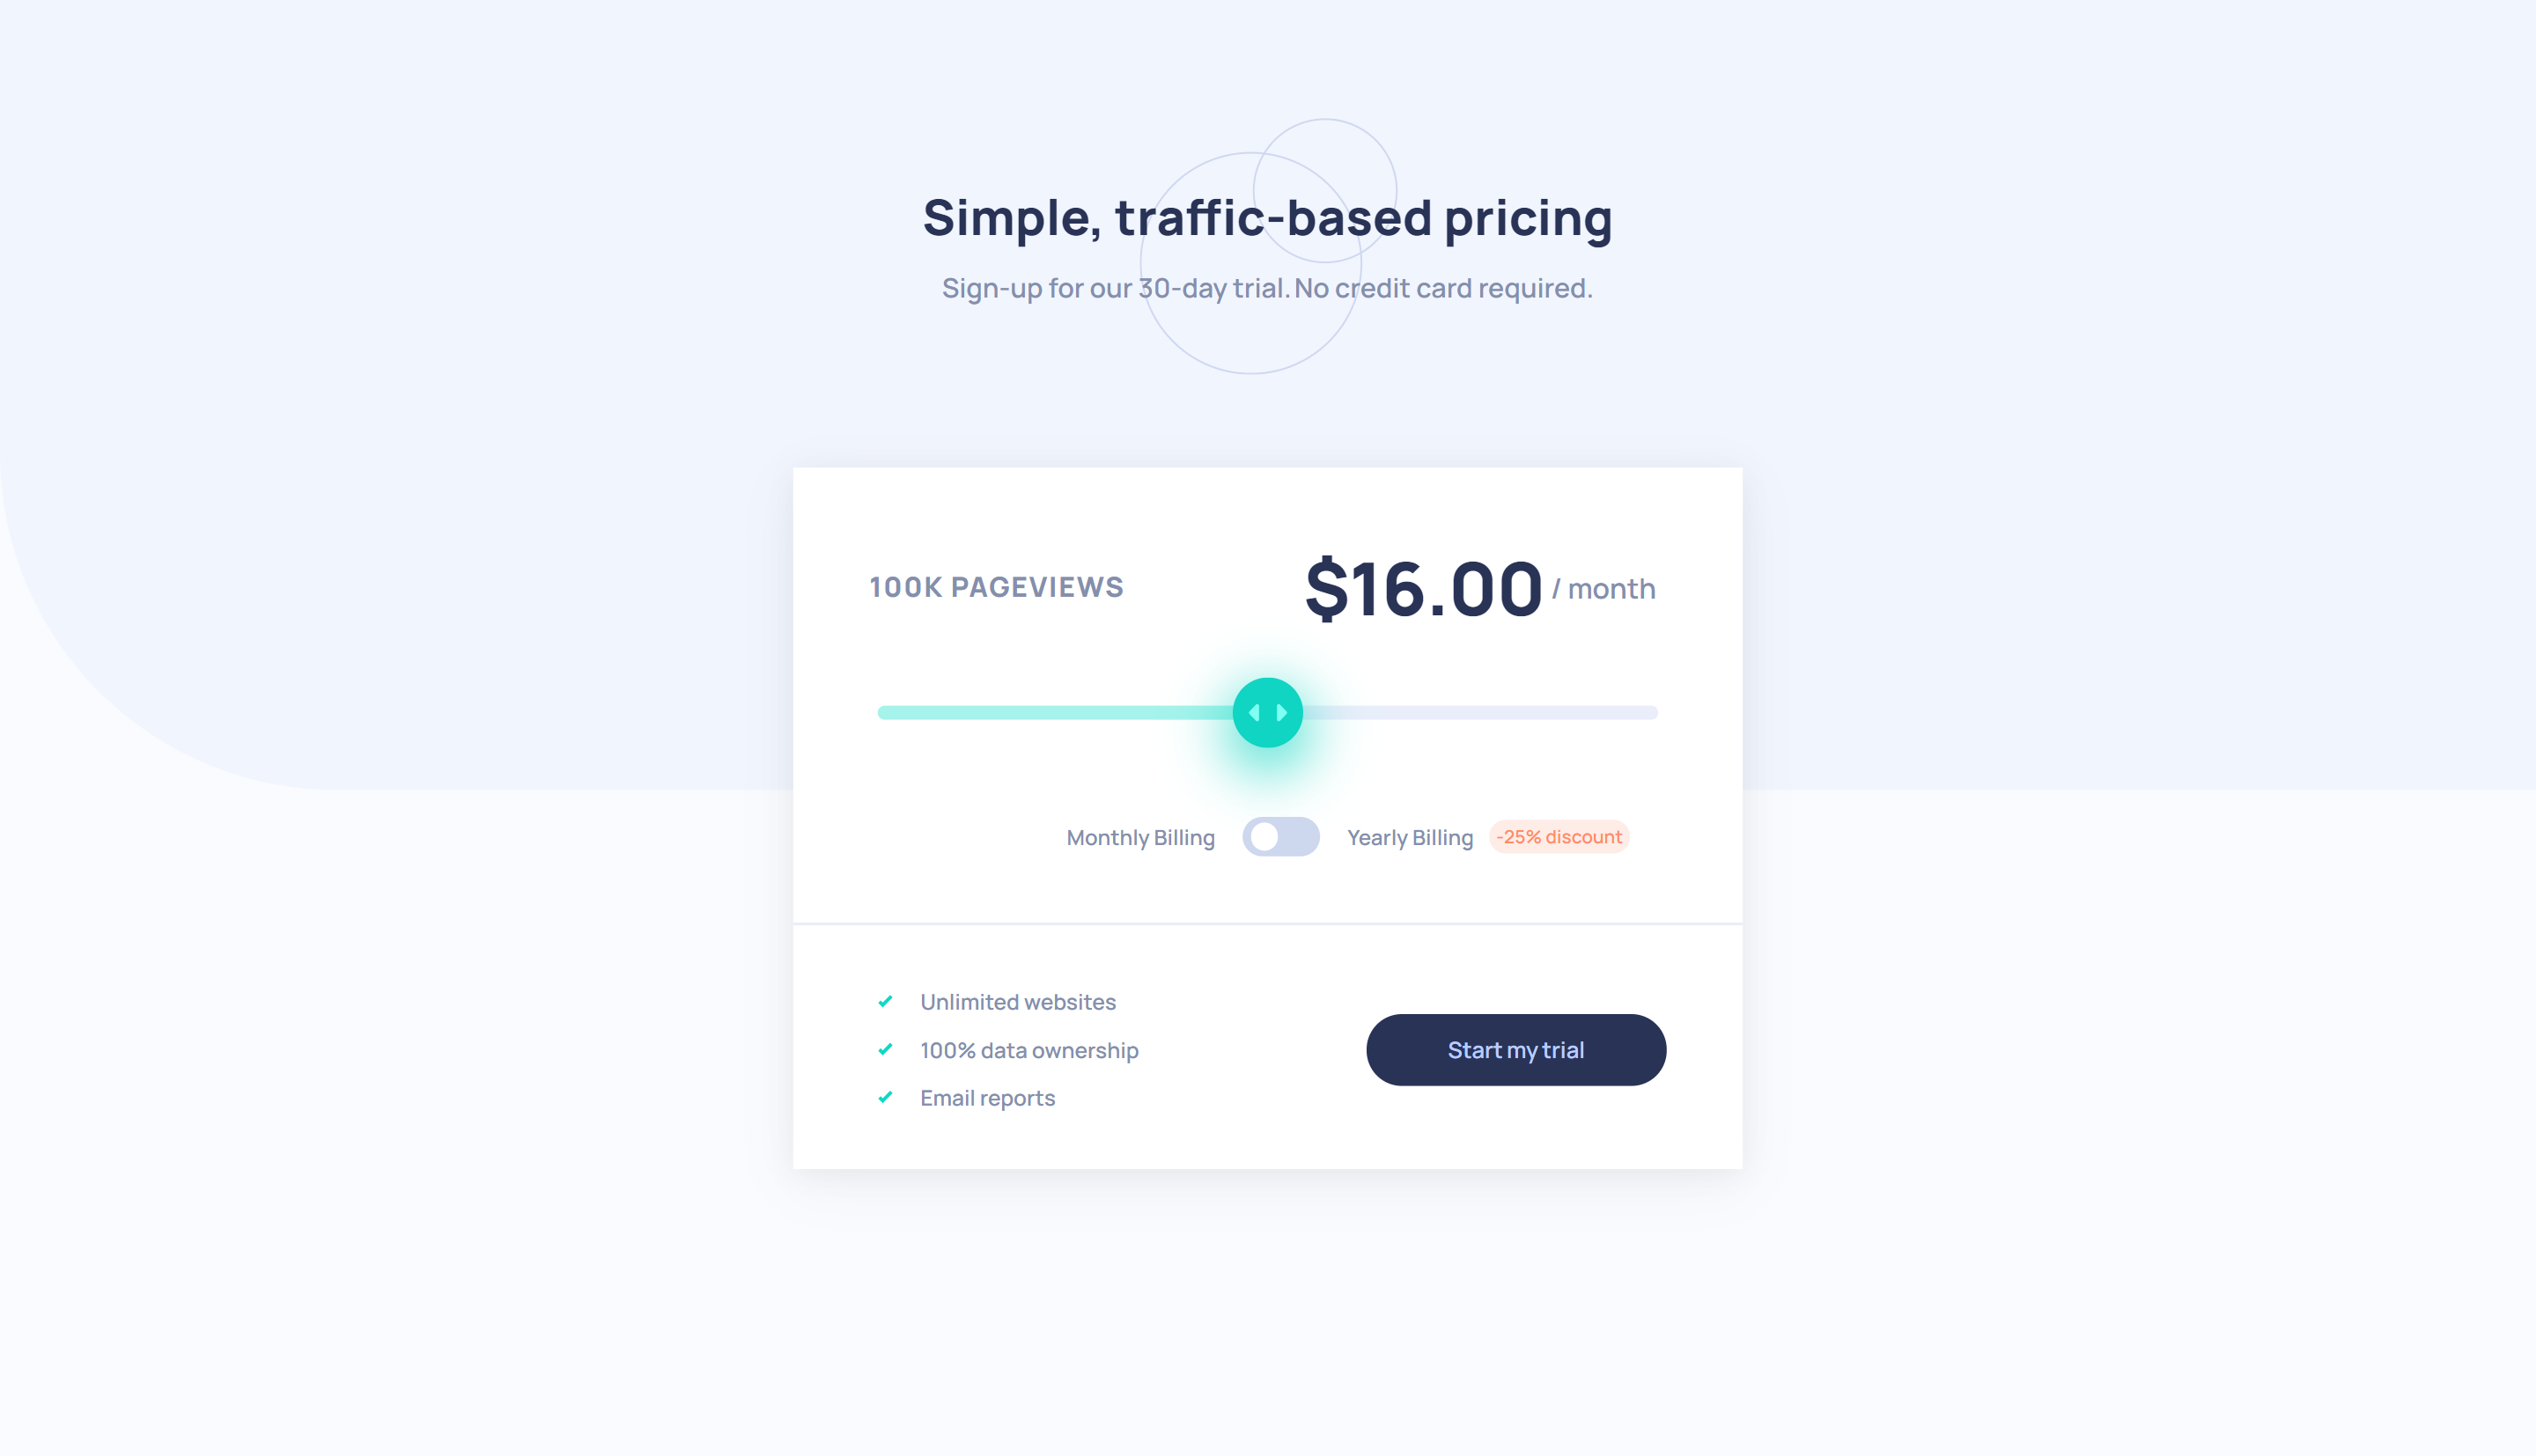 Simple, traffic-based pricing
Sign-up for our 30-day trial. No credit card required.
100K PAGEVIEWS
$16.00 / month
Monthly Billing
Yearly Billing
-25% discount
Unlimited websites
100% data ownership
Email reports
Start my trial